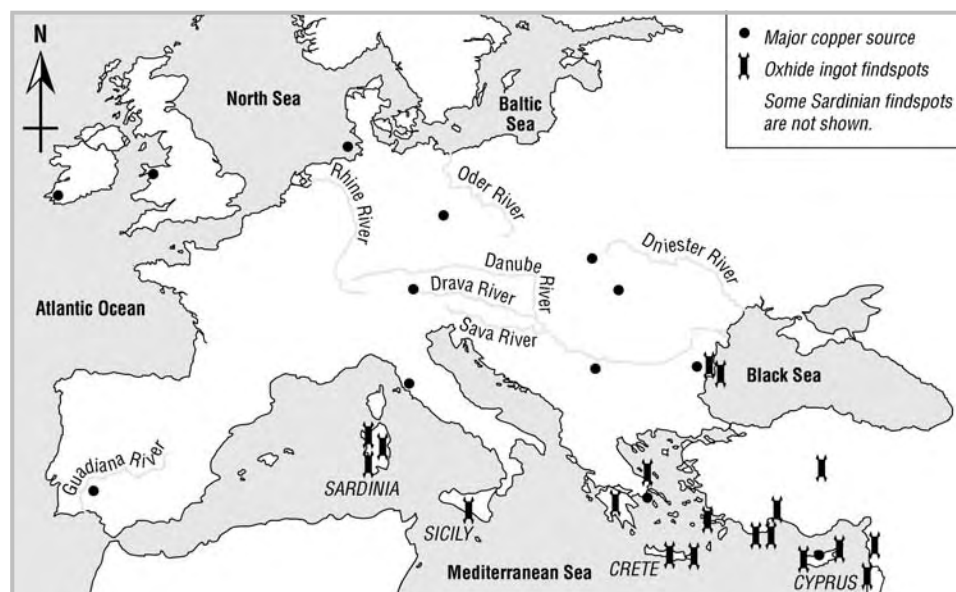 N
Major copper source
Oxhide ingot findspots
Some Sardinian findspots
are not shown.
North Sea
Baltic
Sea
Rhine River
Oder River
Dniester River
Danube
River
Drava River
Atlantic Ocean
Sava River
Black Sea
Guadiana River
SARDINIA
SICILY
CRETE
Mediterranean Sea
CYPRUS